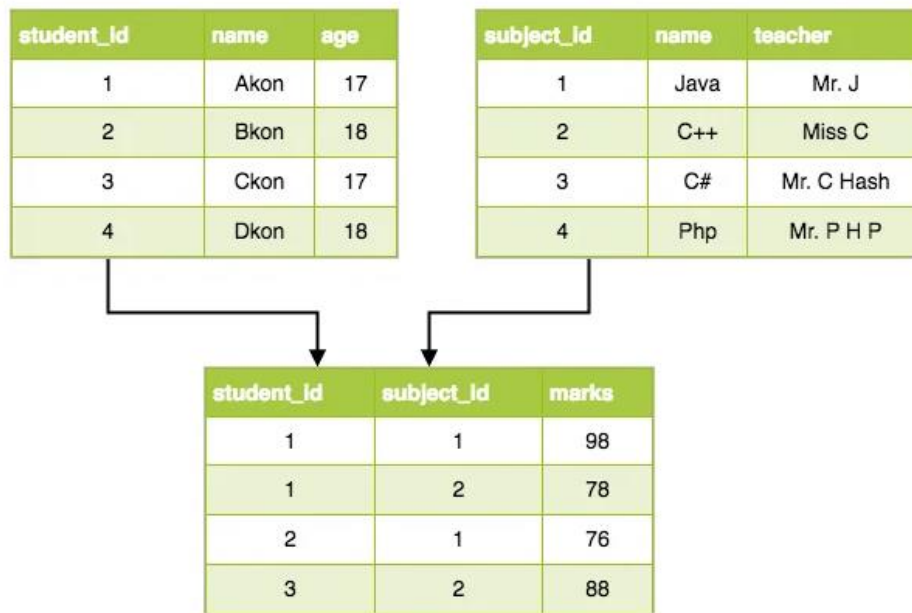 student_id name age
1 Akon 17
2 Bkon 18
3 Ckon 17
4 Dkon 18
subject_id name teacher
1 Java Mr. J
2 C++ Miss C
3 C# Mr. C Hash
4 Php Mr. P H P
student_id subject_id marks
1 1 98
1 2 78
2 1 76
3 2 88